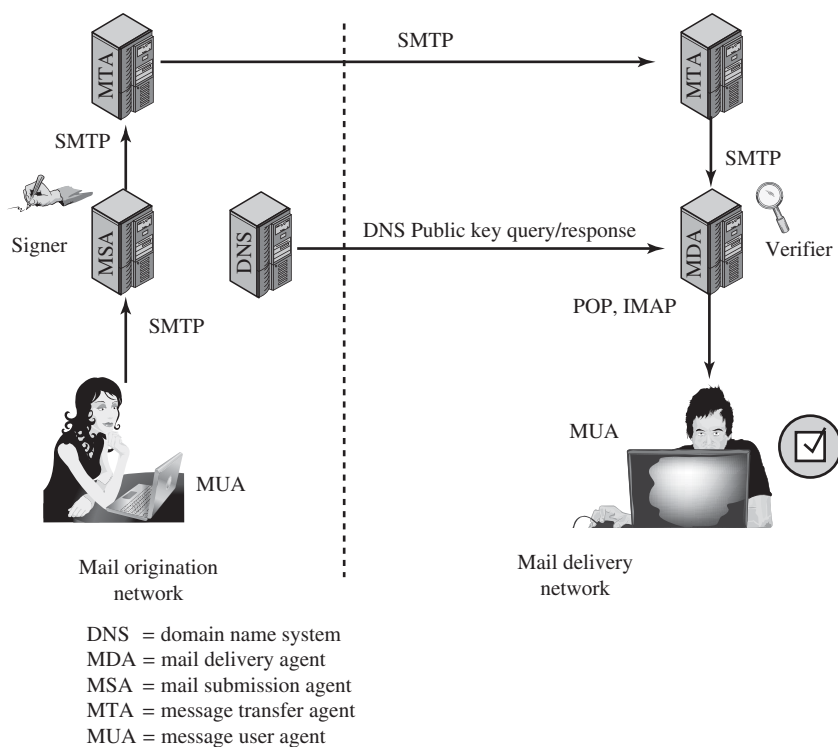 SMTP
MTA
MTA
SMTP
SMTP
Signer
MSA
DNS
DNS Public key query/response
MDA
Verifier
POP, IMAP
SMTP
MUA
MUA
Mail origination
network
Mail delivery
network
DNS = domain name system
MDA = mail delivery agent
MSA = mail submission agent
MTA = message transfer agent
MUA = message user agent